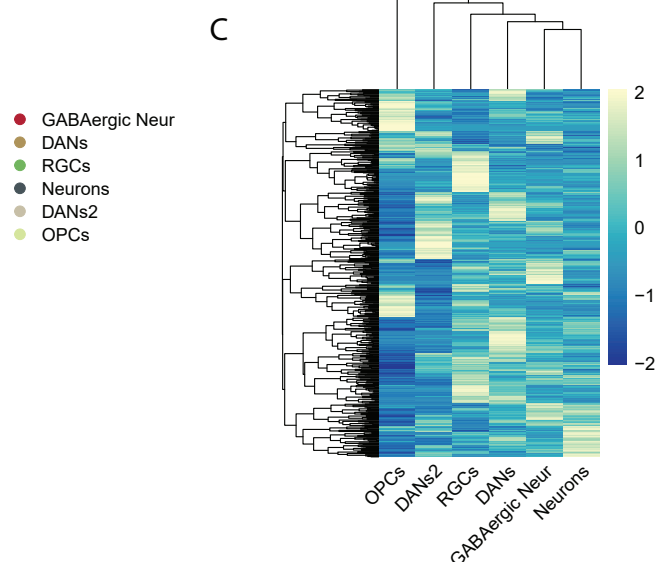 C
GABAergic Neur
DANs
RGCs
Neurons
DANs2
OPCs
2
1
0
−1
−2
OPCs
DANs2
RGCs
DANs
GABAergic Neur
Neurons